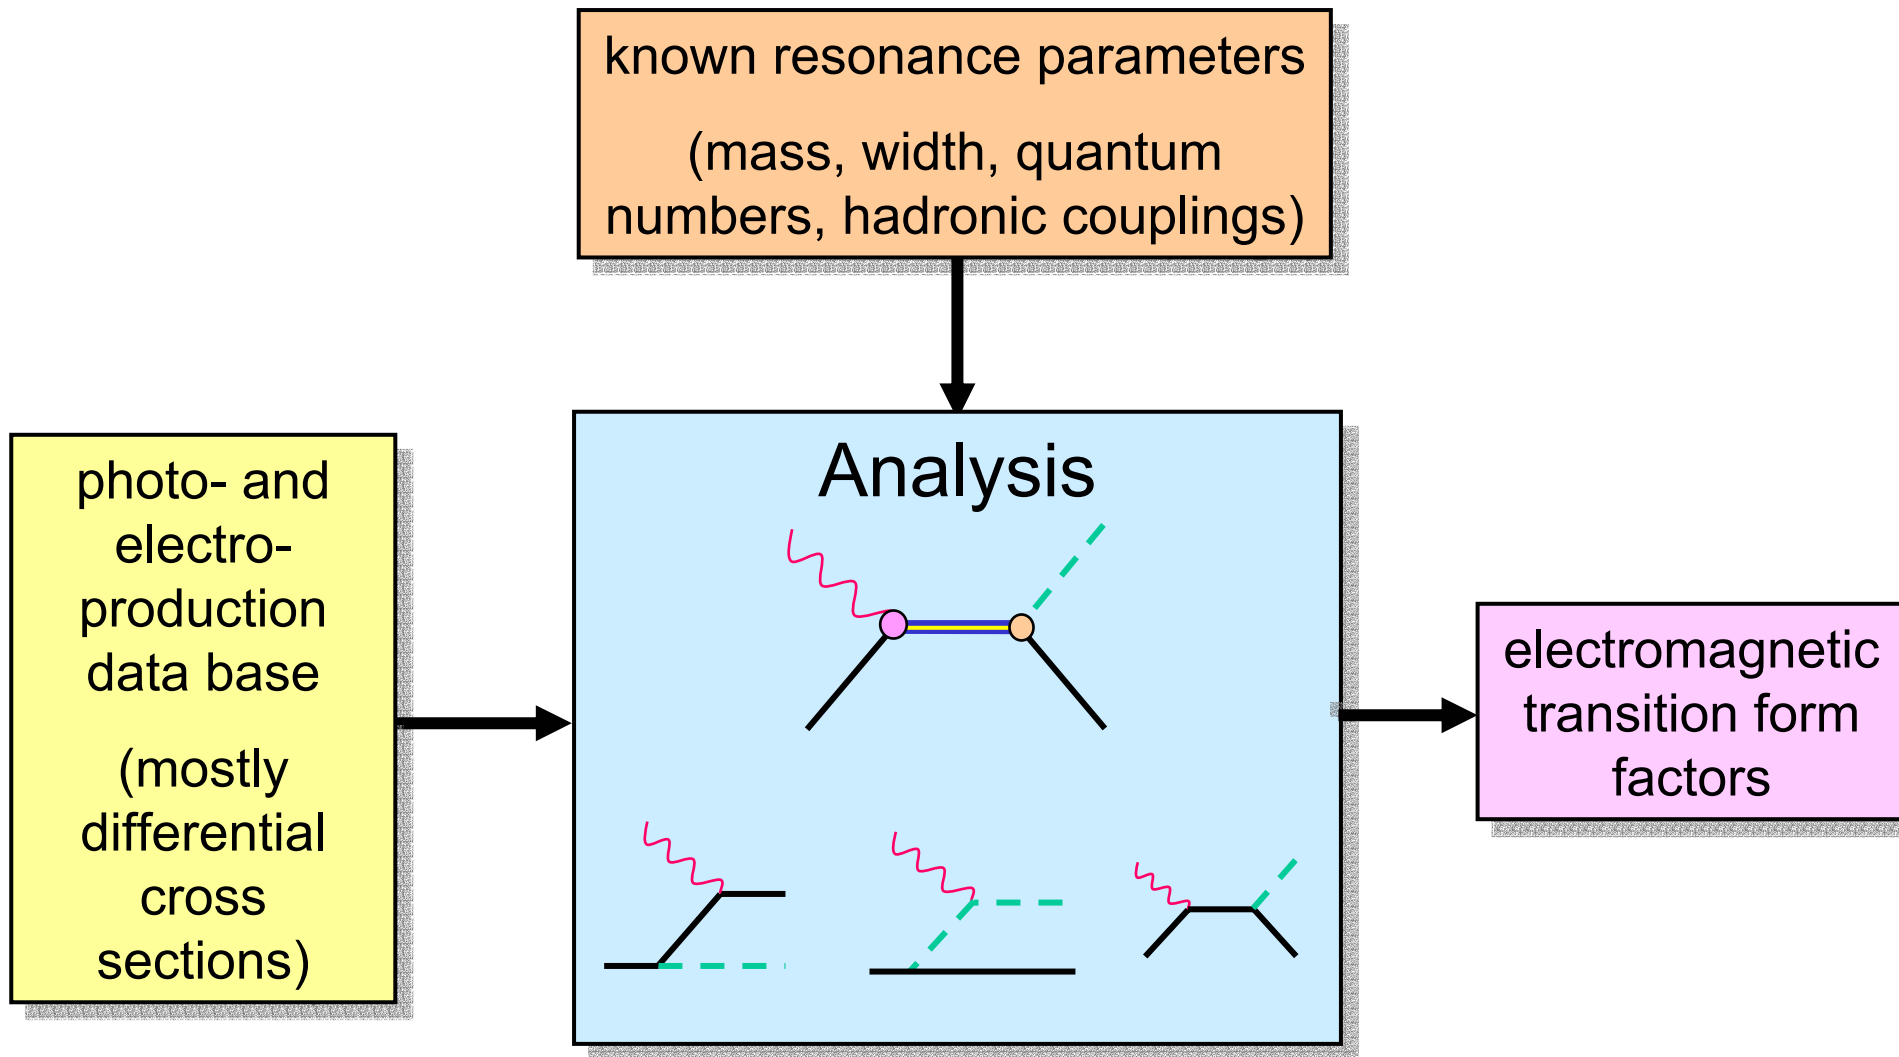 known resonance parameters
(mass, width, quantum
numbers, hadronic couplings)
photo- and
electro-
production
data base
(mostly
differential
cross
sections)
Analysis
electromagnetic
transition form
factors